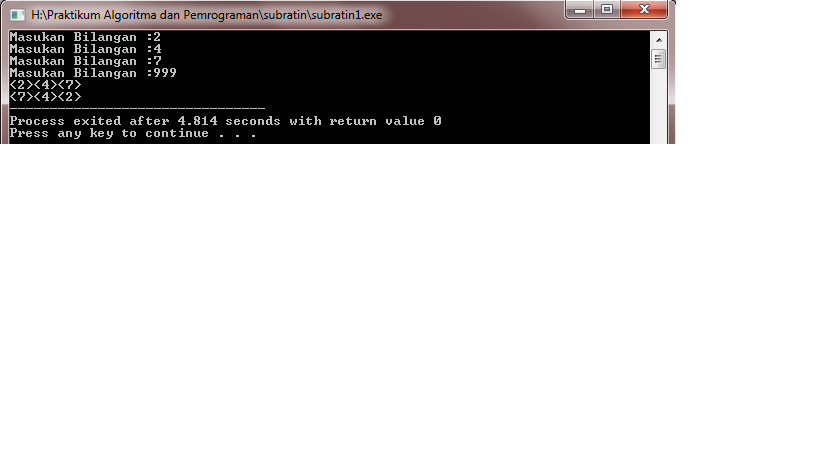 H:\Praktikum Algoritma dan Pemrograman\subratin\subratin1.exe
Masukan Bilangan :2
Masukan Bilangan :4
Masukan Bilangan :7
Masukan Bilangan :999
<2><4><7>
<7><4><2>
--------------------------------
Process exited after 4.814 seconds with return value 0
Press any key to continue . . .